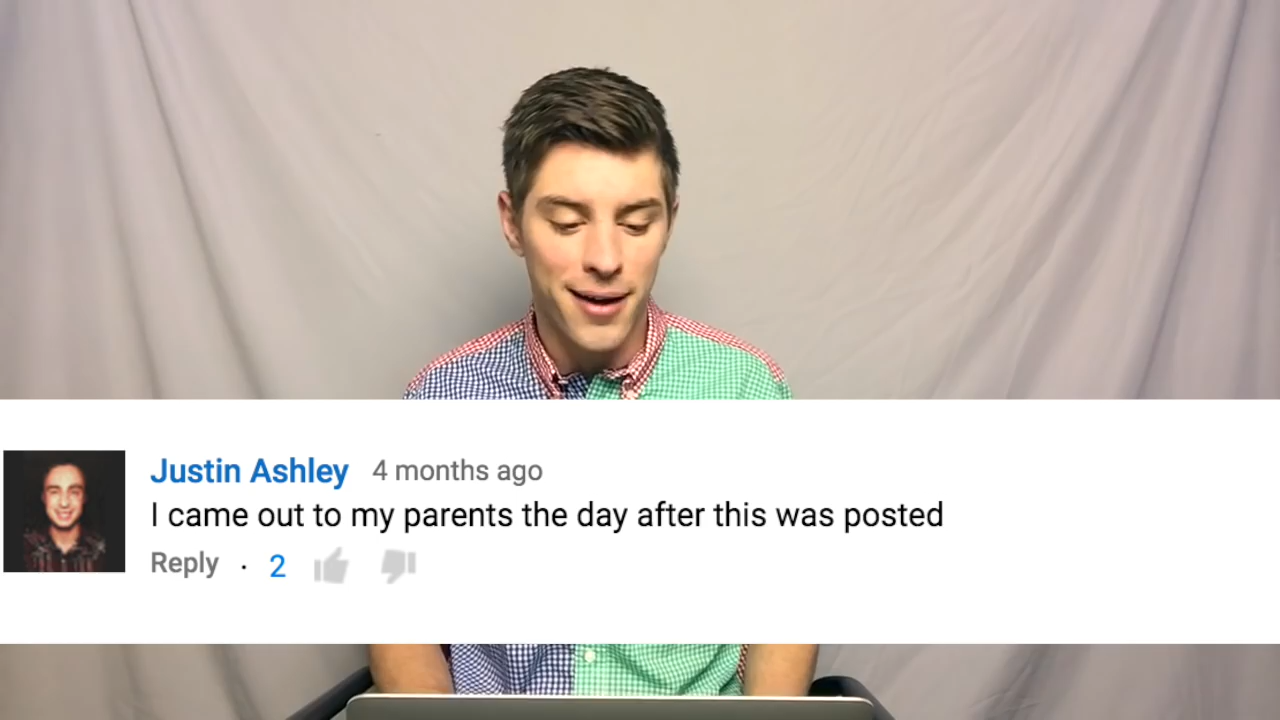 Justin Ashley 4 months ago
I came out to my parents the day after this was posted
Reply · 2